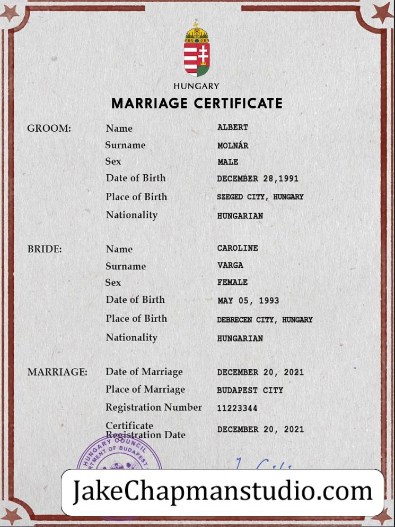 HUNGARY
MARRIAGE CERTIFICATE
GROOM: Name ALBERT
Surname MOLNÁR
Sex MALE
Date of Birth DECEMBER 28,1991
Place of Birth SZEGED CITY, HUNGARY
Nationality HUNGARIAN
BRIDE: Name CAROLINE
Surname VARGA
Sex FEMALE
Date of Birth MAY 05, 1993
Place of Birth DEBRECEN CITY, HUNGARY
Nationality HUNGARIAN
MARRIAGE: Date of Marriage DECEMBER 20, 2021
Place of Marriage BUDAPEST CITY
Registration Number 11223344
Certificate
Registration Date DECEMBER 20, 2021
HUNGARY COUNCIL
OF BUDAPEST
JakeChapmanstudio.com